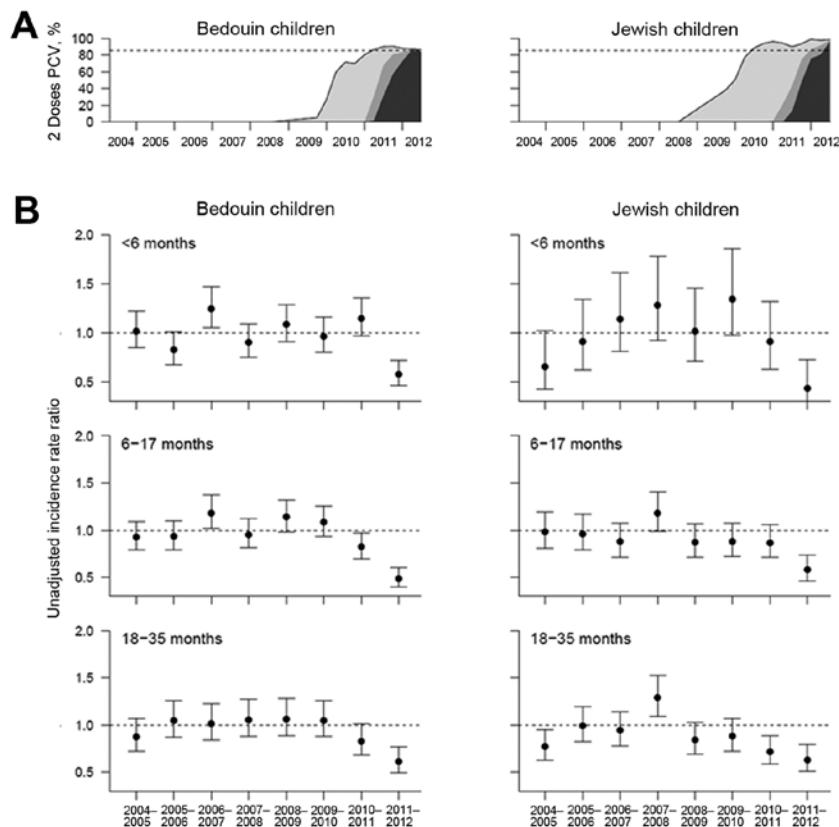 A
Bedouin children
Jewish children
2 Doses PCV, %
100
80
60
40
20
0
2004 2005 2006 2007 2008 2009 2010 2011 2012
100
80
60
40
20
0
2004 2005 2006 2007 2008 2009 2010 2011 2012
B
Bedouin children
Jewish children
Unadjusted incidence rate ratio
<6 months
2.0
1.5
1.0
0.5
<6 months
2.0
1.5
1.0
0.5
6–17 months
2.0
1.5
1.0
0.5
6–17 months
2.0
1.5
1.0
0.5
18–35 months
2.0
1.5
1.0
0.5
18–35 months
2.0
1.5
1.0
0.5
2004– 2005– 2006– 2007– 2008– 2009– 2010– 2011–
2005 2006 2007 2008 2009 2010 2011 2012
2004– 2005– 2006– 2007– 2008– 2009– 2010– 2011–
2005 2006 2007 2008 2009 2010 2011 2012